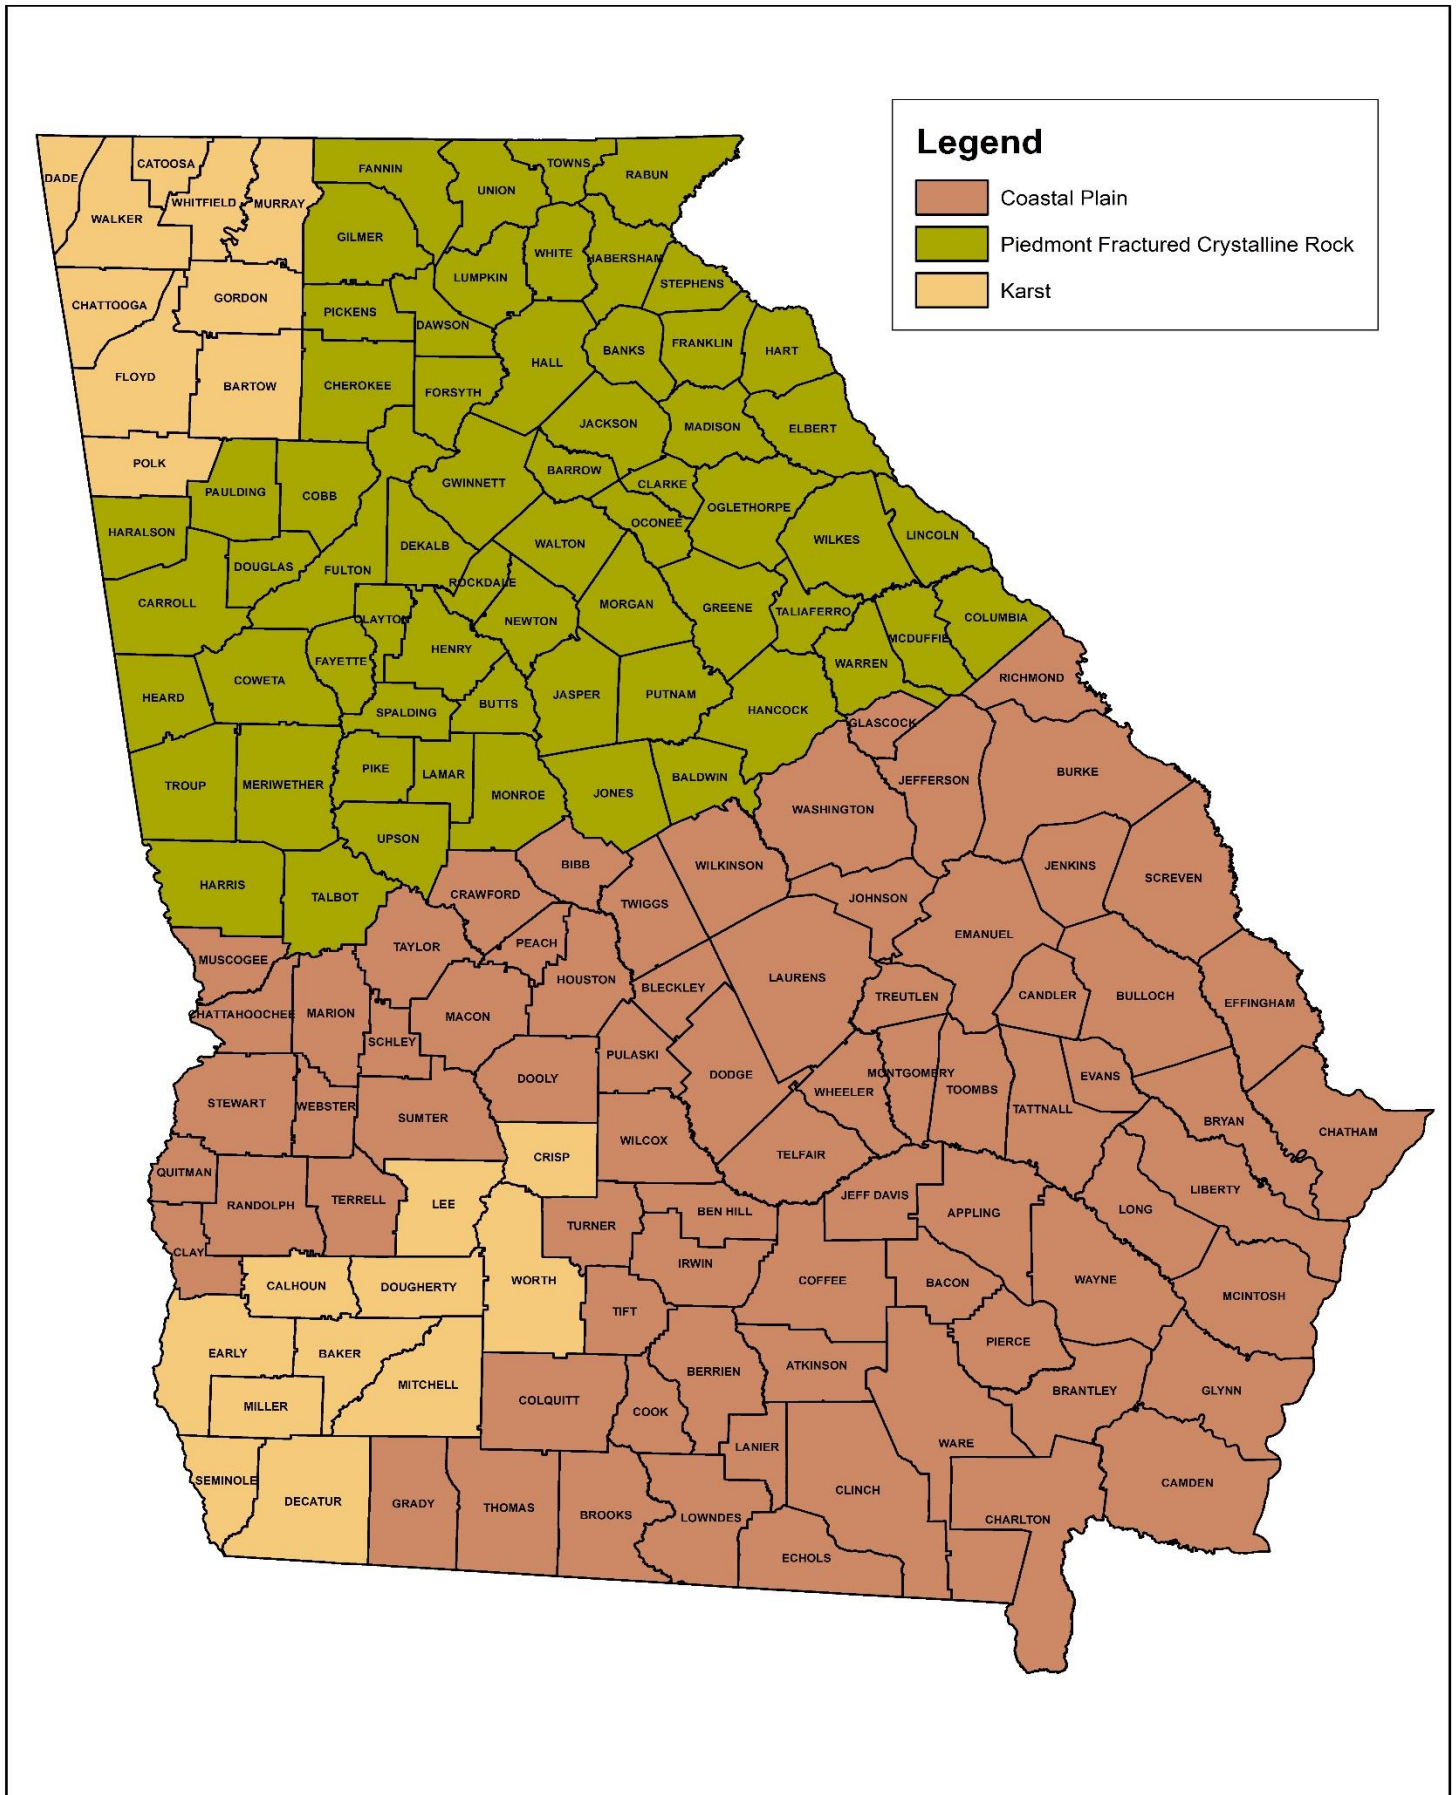 Legend
Coastal Plain
Piedmont Fractured Crystalline Rock
Karst
DADE
CATOOSA
WALKER
WHITFIELD
MURRAY
FANNIN
UNION
TOWNS
RABUN
GILMER
WHITE
HABERSHAM
LUMPKIN
STEPHENS
CHATTOOGA
GORDON
PICKENS
DAWSON
HALL
BANKS
FRANKLIN
HART
FLOYD
BARTOW
CHEROKEE
FORSYTH
JACKSON
MADISON
ELBERT
POLK
PAULDING
COBB
GWINNETT
BARROW
CLARKE
OCONEE
OGLETHORPE
WILKES
LINCOLN
HARALSON
DOUGLAS
FULTON
DEKALB
ROCKDALE
WALTON
CARROLL
CLAYTON
HENRY
NEWTON
MORGAN
GREENE
TALIAFERRO
MCDUFFIE
COLUMBIA
WARREN
RICHMOND
HEARD
COWETA
FAYETTE
SPALDING
BUTTS
JASPER
PUTNAM
HANCOCK
GLASCOCK
TROUP
MERIWETHER
PIKE
LAMAR
MONROE
JONES
BALDWIN
WASHINGTON
JEFFERSON
BURKE
UPSON
HARRIS
TALBOT
CRAWFORD
BIBB
TWIGGS
WILKINSON
JOHNSON
JENKINS
SCREVEN
MUSCOGEE
TAYLOR
PEACH
HOUSTON
BLECKLEY
LAURENS
EMANUEL
TREUTLEN
CANDLER
BULLOCH
EFFINGHAM
CHATTAHOOCHEE
MARION
SCHLEY
MACON
PULASKI
DODGE
WHEELER
MONTGOMERY
TOOMBS
TATTNALL
EVANS
BRYAN
CHATHAM
STEWART
WEBSTER
SUMTER
DOOLY
WILCOX
TELFAIR
QUITMAN
RANDOLPH
TERRELL
LEE
CRISP
TURNER
BEN HILL
JEFF DAVIS
APPLING
LONG
LIBERTY
CLAY
CALHOUN
DOUGHERTY
WORTH
TIFT
IRWIN
COFFEE
BACON
WAYNE
MCINTOSH
EARLY
BAKER
MILLER
MITCHELL
COLQUITT
COOK
BERRIEN
ATKINSON
PIERCE
BRANTLEY
GLYNN
SEMINOLE
DECATUR
GRADY
THOMAS
BROOKS
LOWNDES
LANIER
CLINCH
ECHOLS
WARE
CHARLTON
CAMDEN